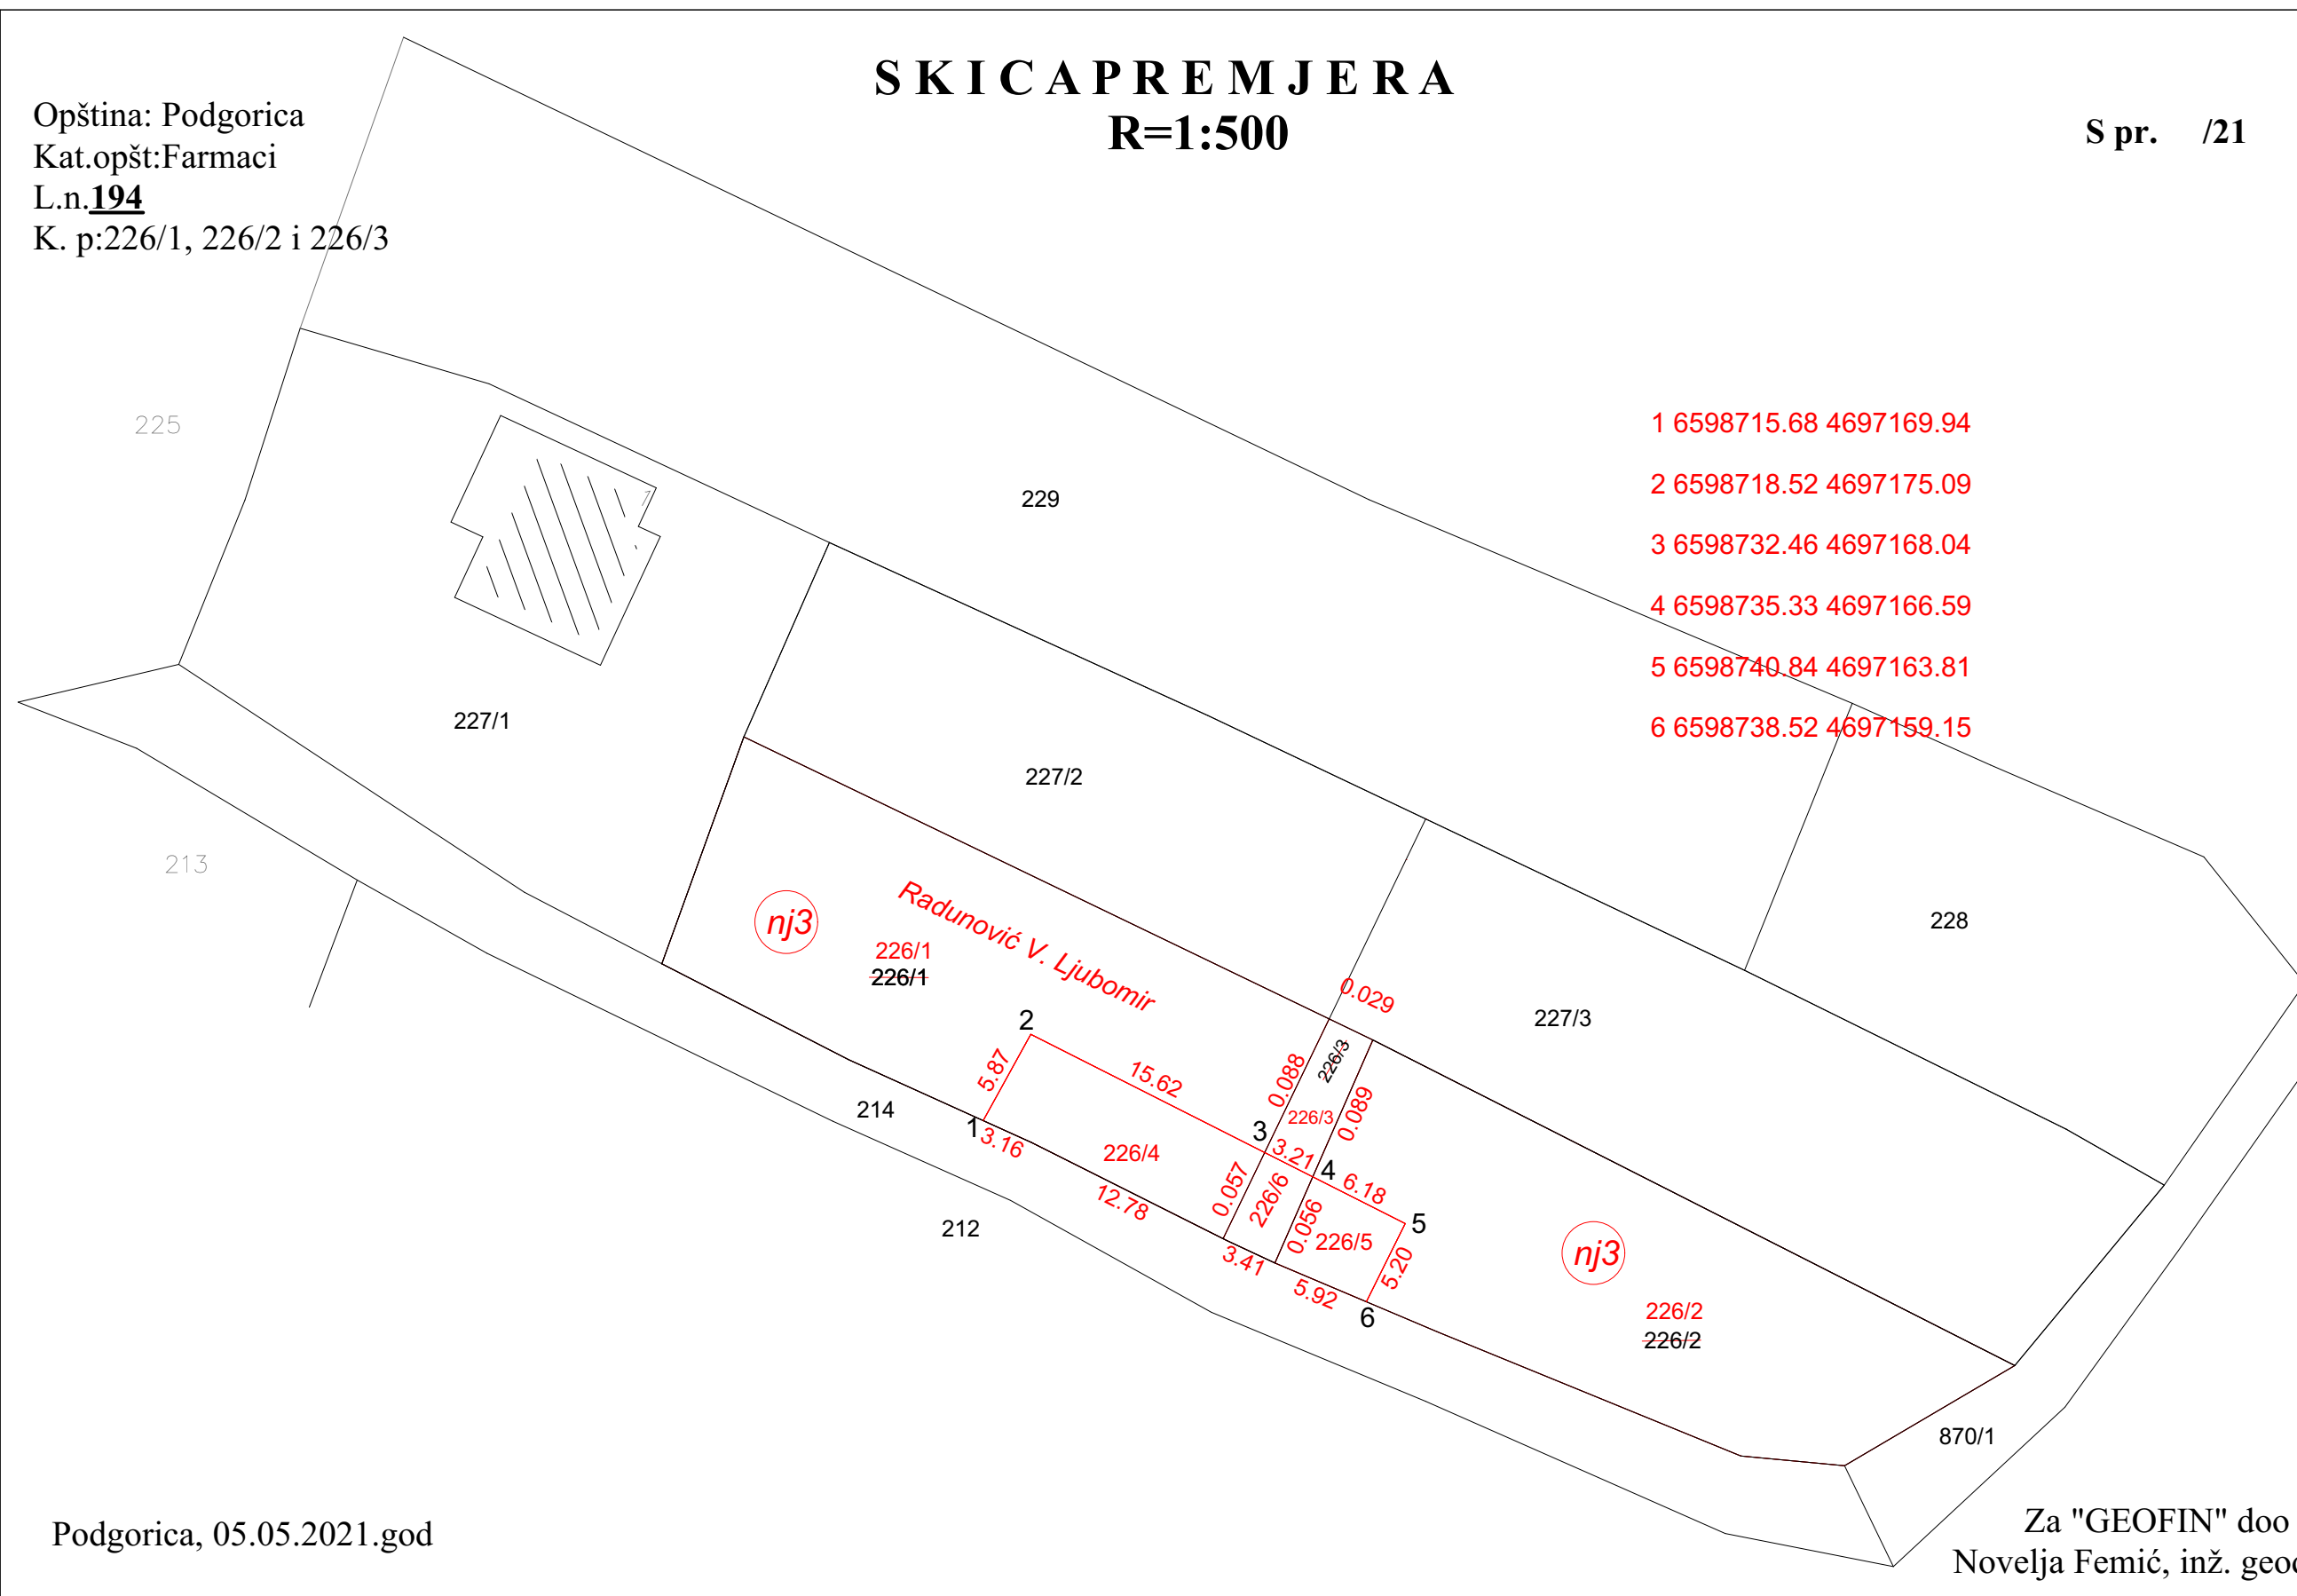 S K I C A P R E M J E R A
R=1:500
Opština: Podgorica
Kat.opšt:Farmaci
L.n.194
K. p:226/1, 226/2 i 226/3
S pr. /21
1 6598715.68 4697169.94
2 6598718.52 4697175.09
3 6598732.46 4697168.04
4 6598735.33 4697166.59
5 6598740.84 4697163.81
6 6598738.52 4697159.15
225
229
1
227/1
227/2
213
228
nj3
Radunović V. Ljubomir
226/1
226/1
0.029
227/3
2
226/3
5.87
15.62
0.088
0.089
226/3
214
1
3.16
3
226/4
3.21
4
6.18
0.057
226/6
12.78
0.056
5
212
226/5
nj3
3.41
5.20
5.92
6
226/2
226/2
870/1
Podgorica, 05.05.2021.god
Za "GEOFIN" doo
Novelja Femić, inž.